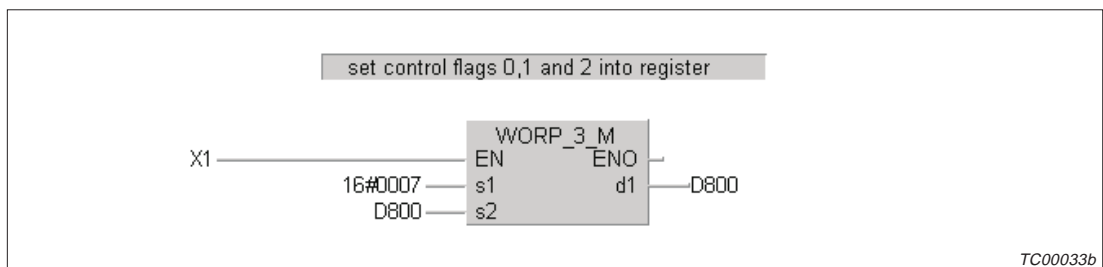 set control flags 0,1 and 2 into register
WORP_3_M
X1 EN ENO
16#0007 s1 d1 D800
D800 s2
TC00033b